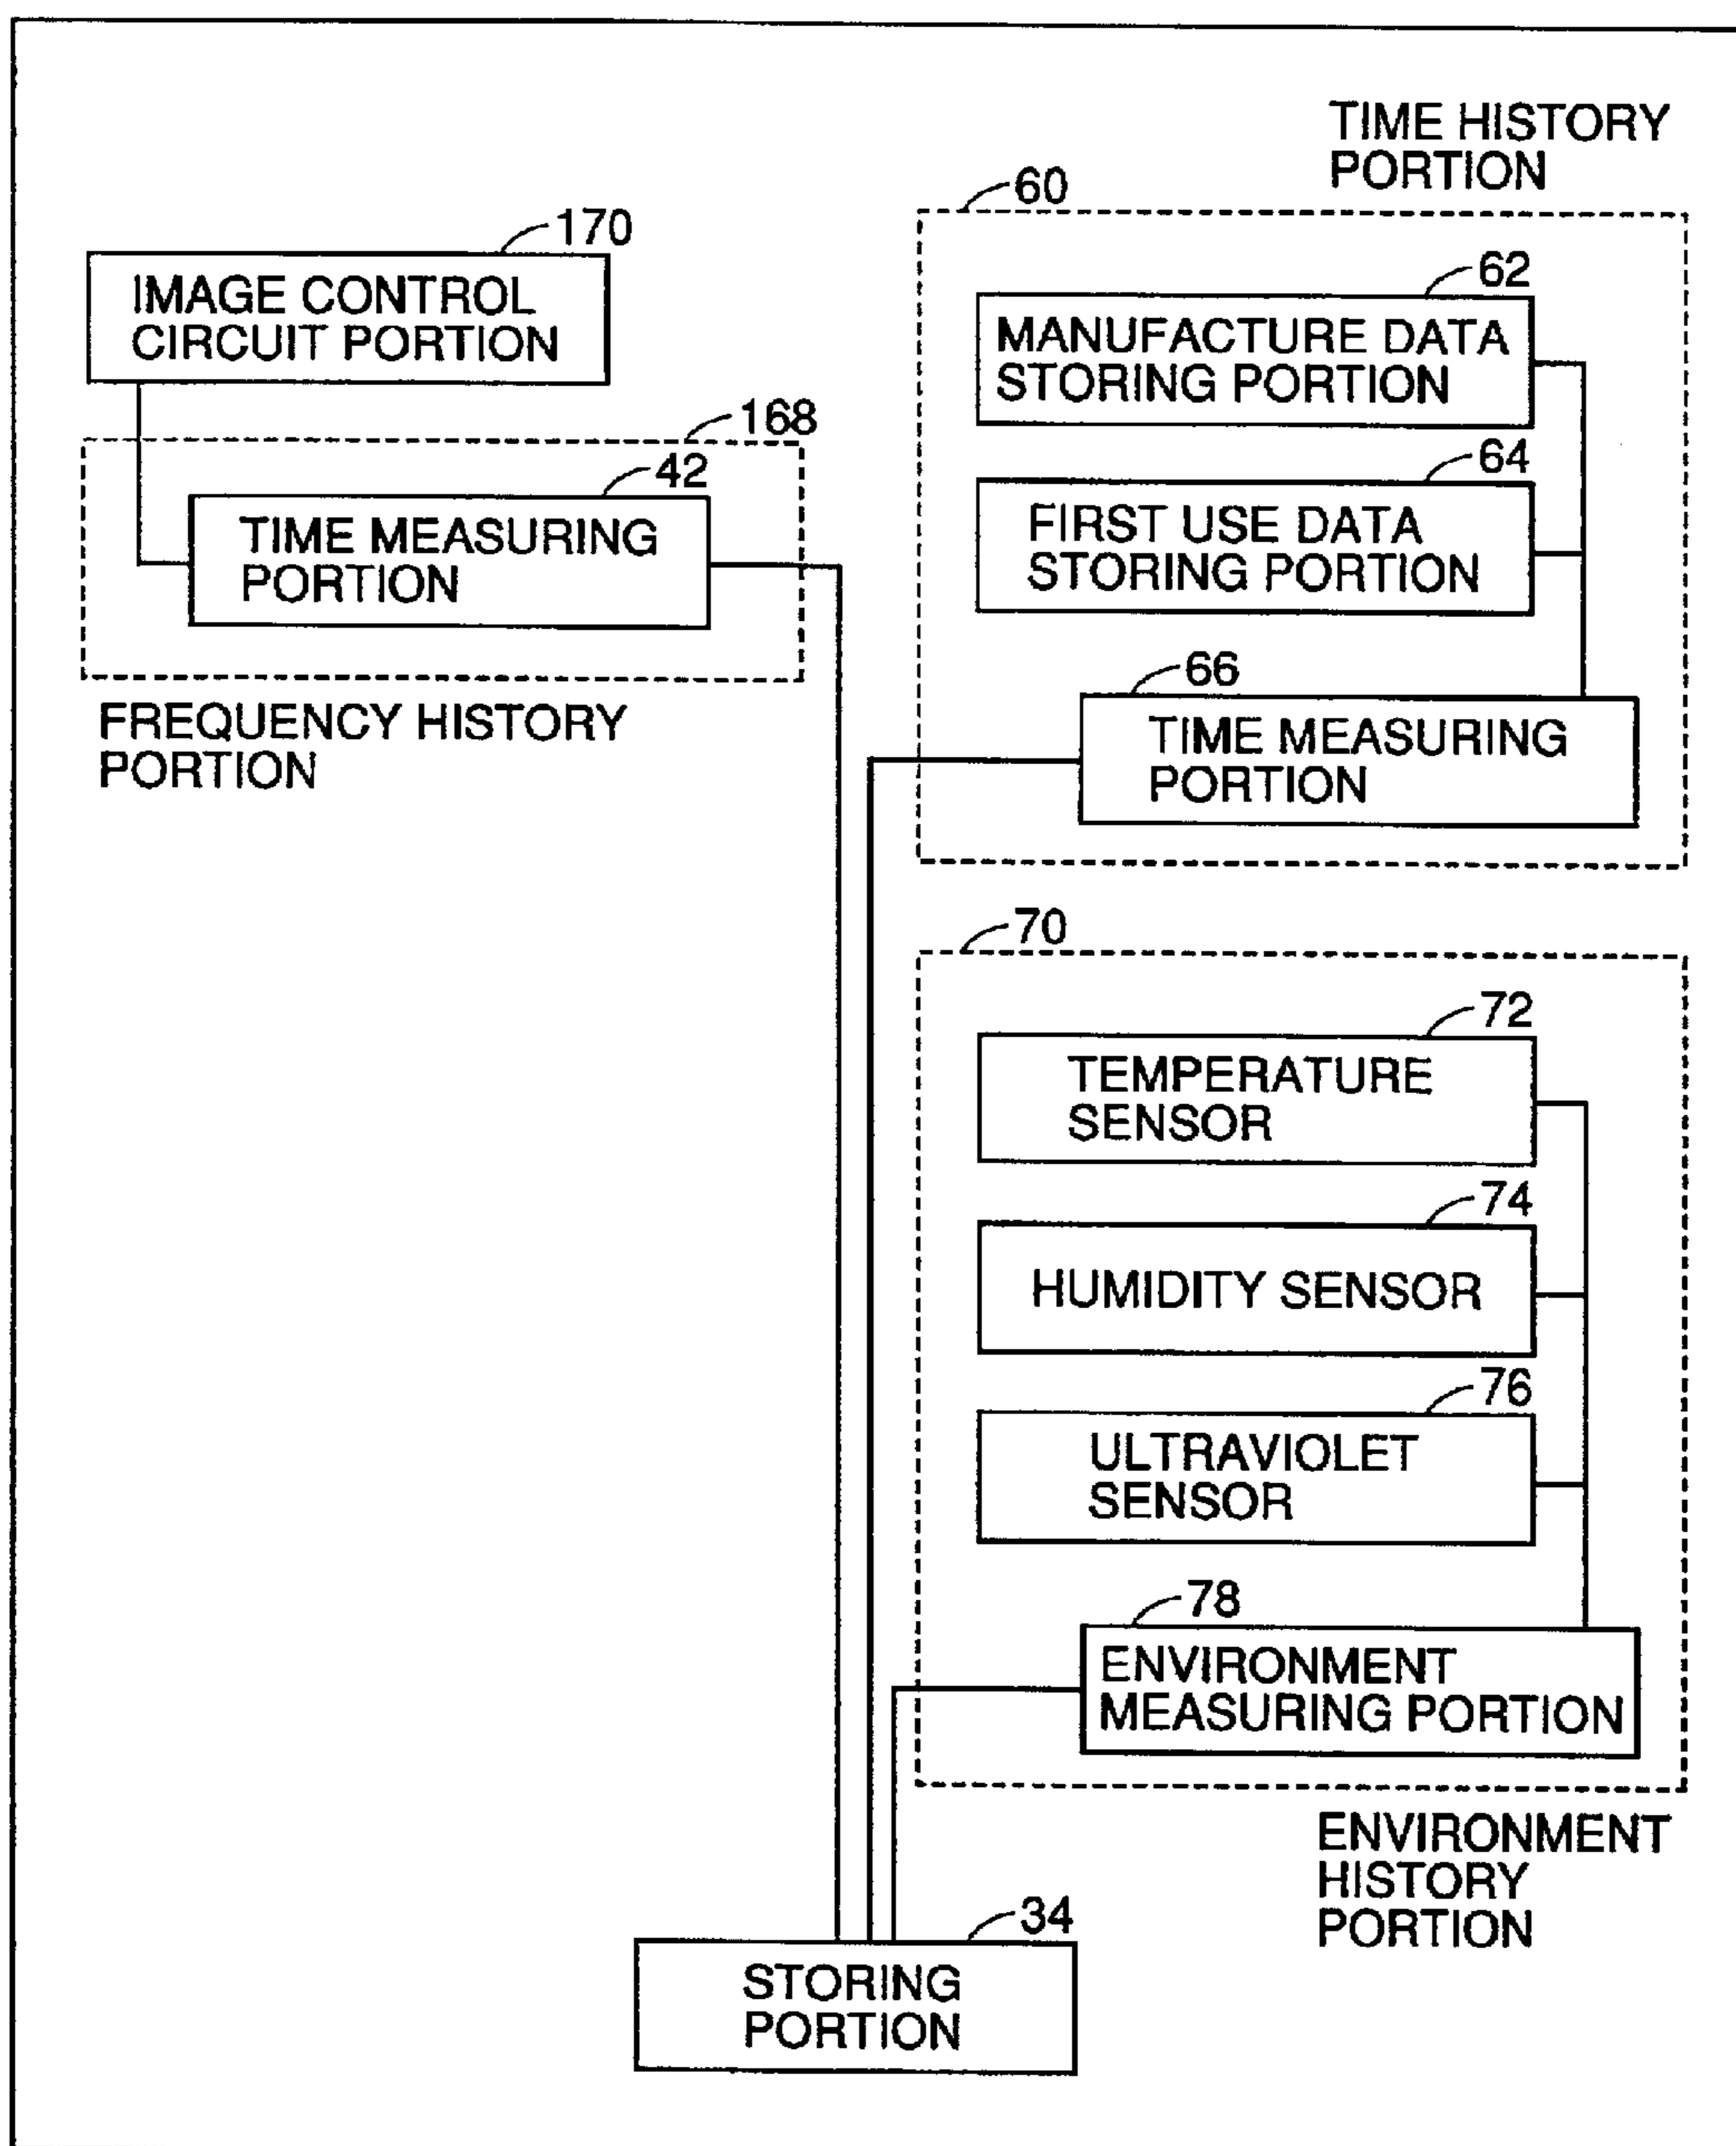 170
IMAGE CONTROL
CIRCUIT PORTION
168
42
TIME MEASURING
PORTION
FREQUENCY HISTORY
PORTION
TIME HISTORY
PORTION
60
62
MANUFACTURE DATA
STORING PORTION
64
FIRST USE DATA
STORING PORTION
66
TIME MEASURING
PORTION
70
72
TEMPERATURE
SENSOR
74
HUMIDITY SENSOR
76
ULTRAVIOLET
SENSOR
78
ENVIRONMENT
MEASURING PORTION
ENVIRONMENT
HISTORY
PORTION
34
STORING
PORTION